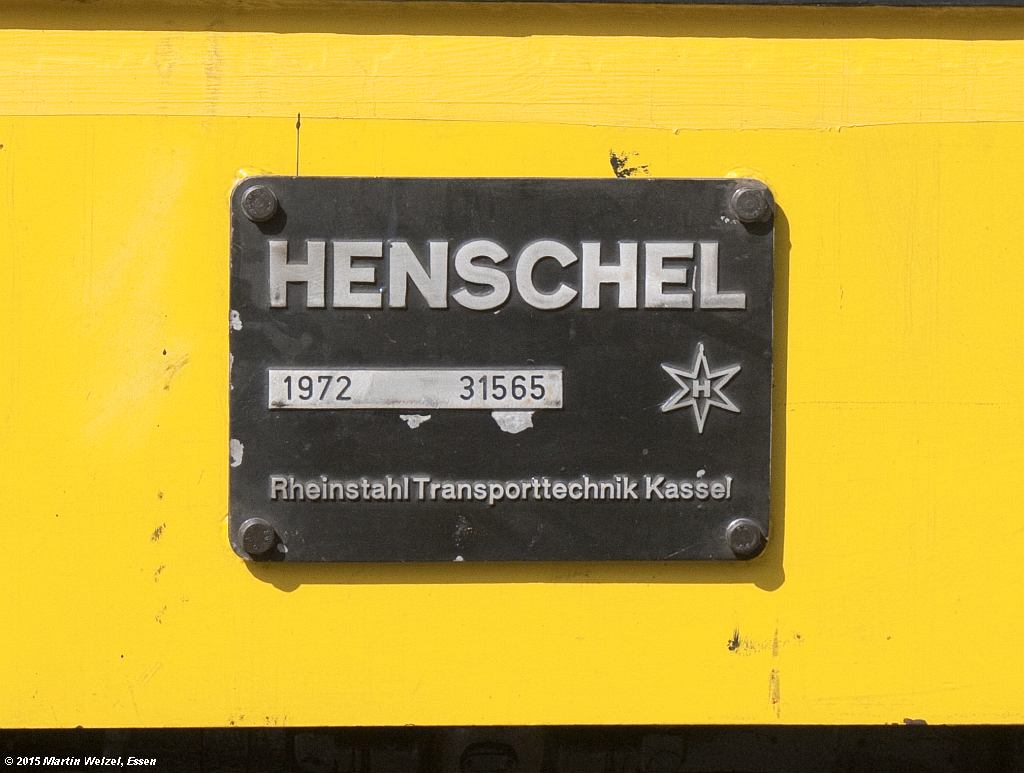 HENSCHEL
1972 31565
H
Rheinstahl Transporttechnik Kassel
© 2015 Martin Welzel, Essen